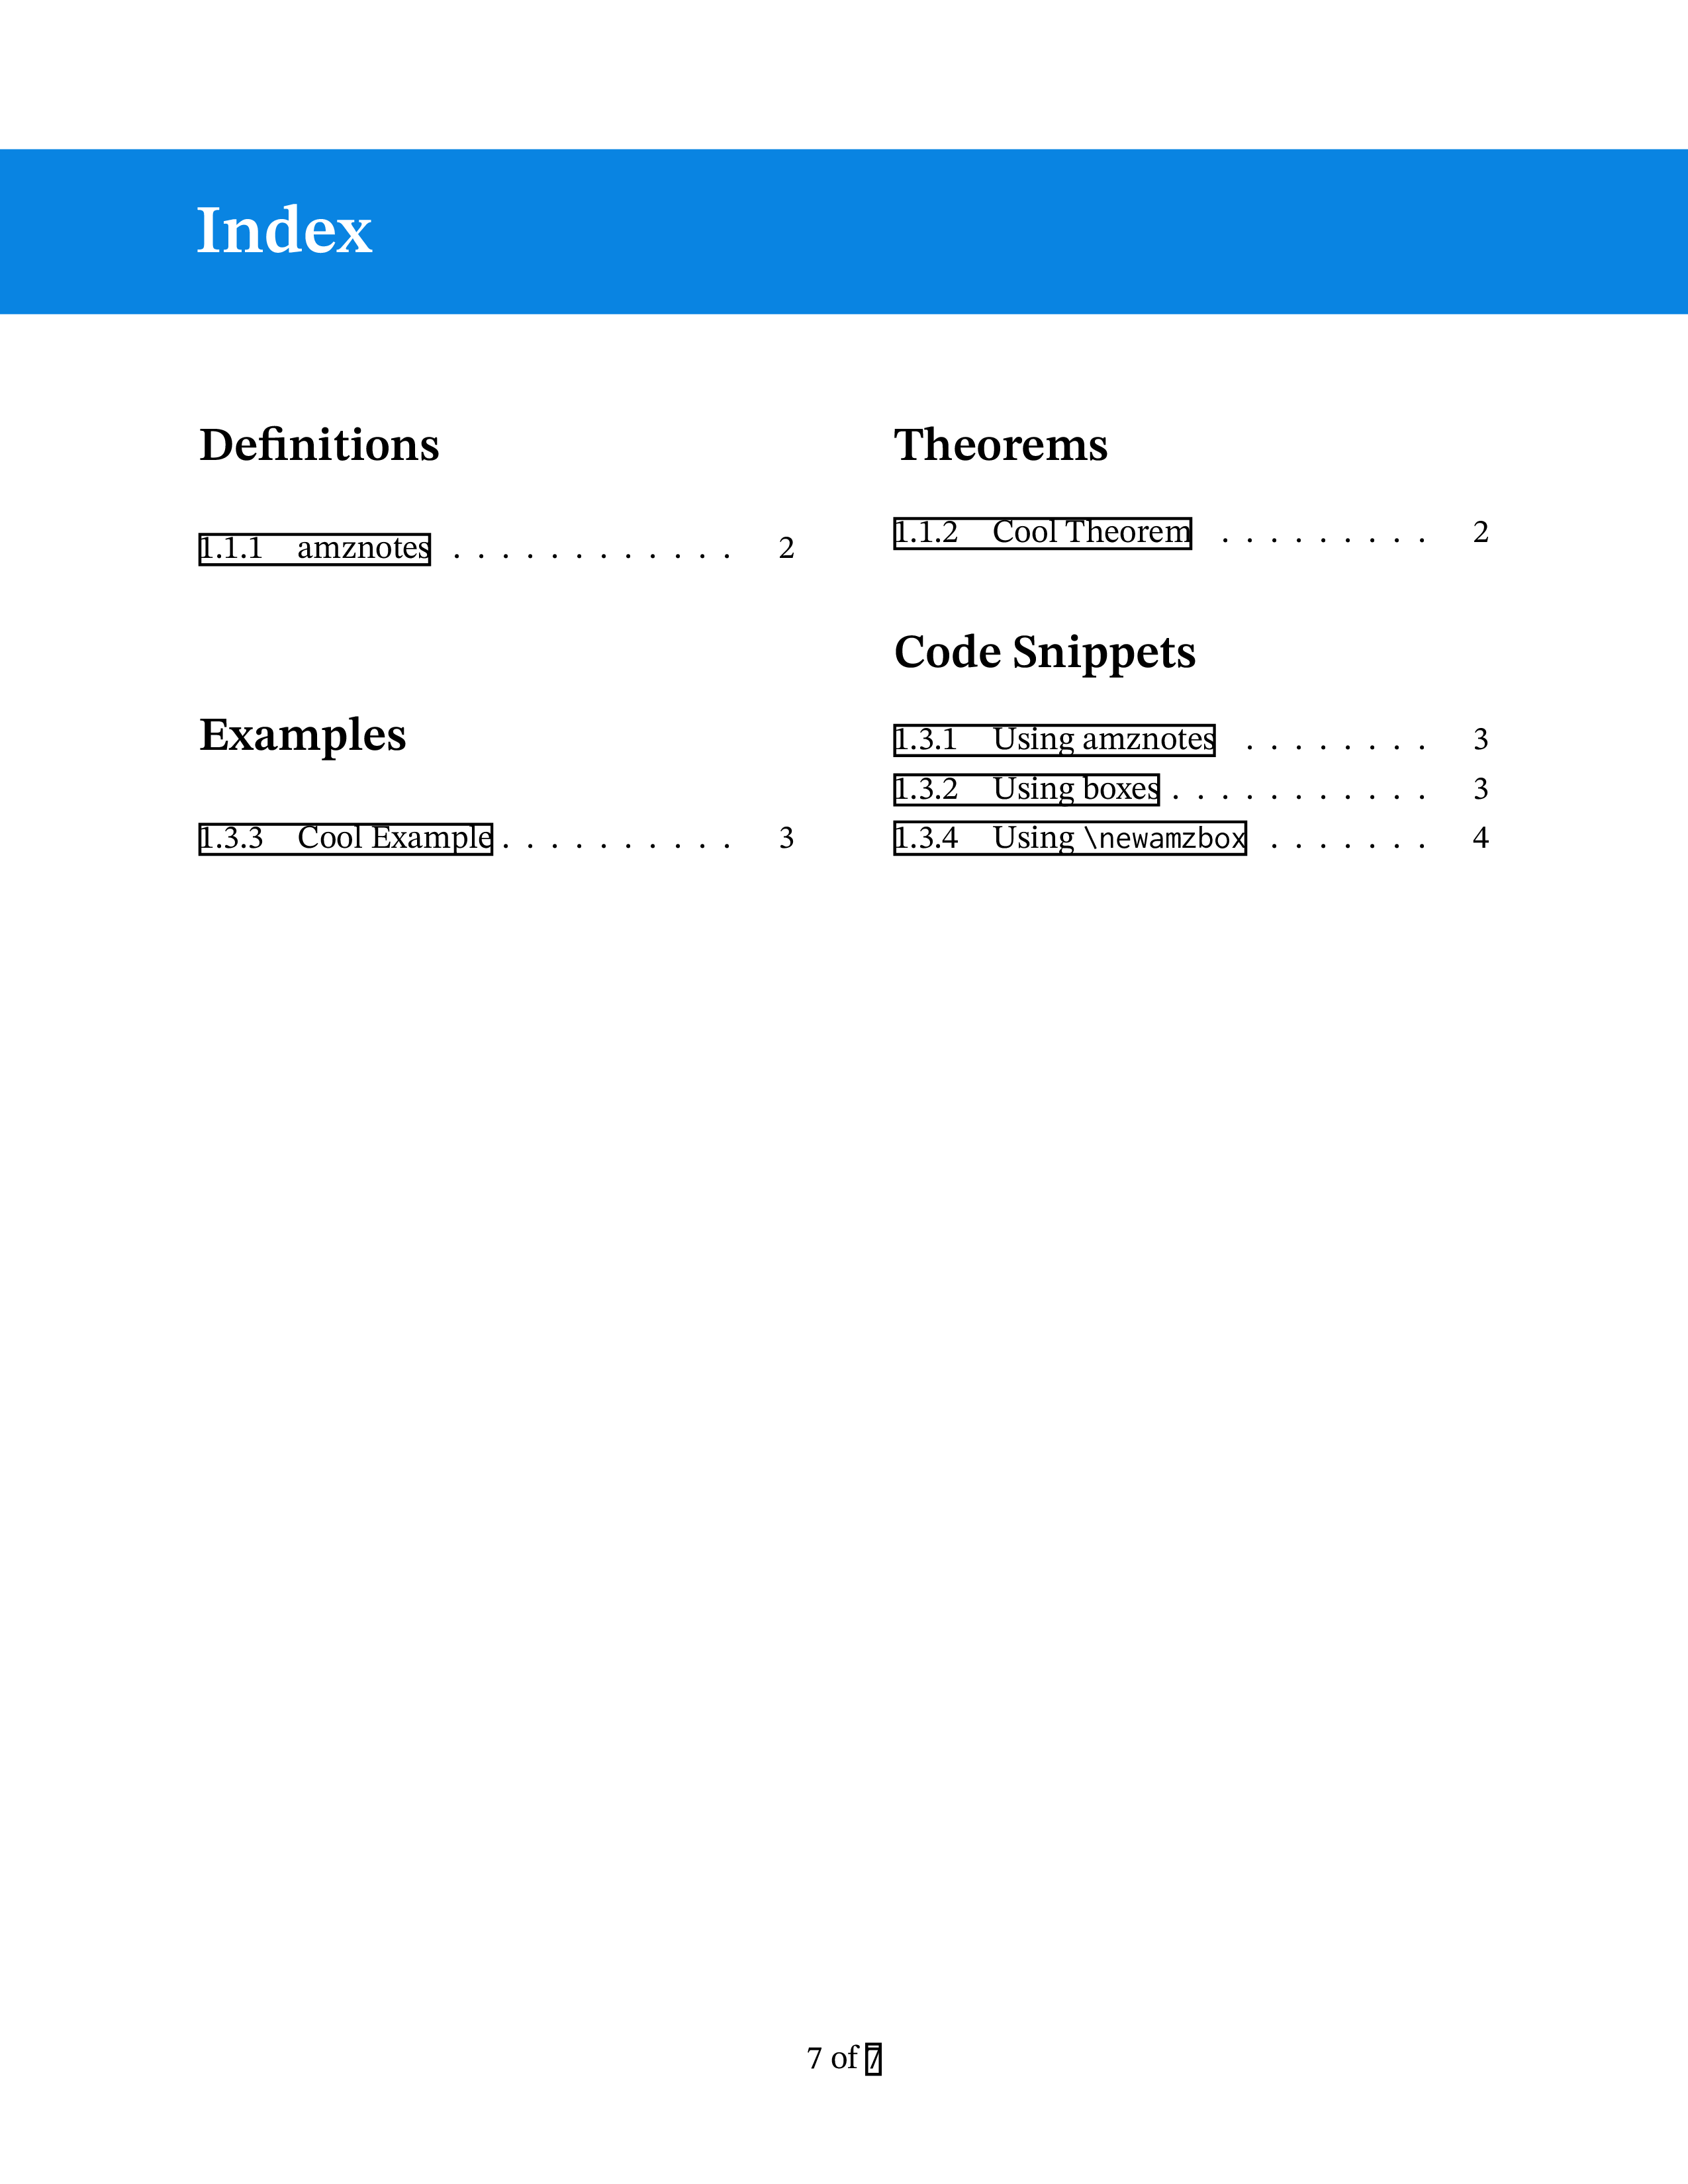 Index
Definitions
1.1.1 amznotes . . . . . . . . . . . . 2
Examples
1.3.3 Cool Example . . . . . . . . . . 3
Theorems
1.1.2 Cool Theorem . . . . . . . . . 2
Code Snippets
1.3.1 Using amznotes . . . . . . . . 3
1.3.2 Using boxes . . . . . . . . . . . 3
1.3.4 Using \newamzbox . . . . . . . 4
7 of 7